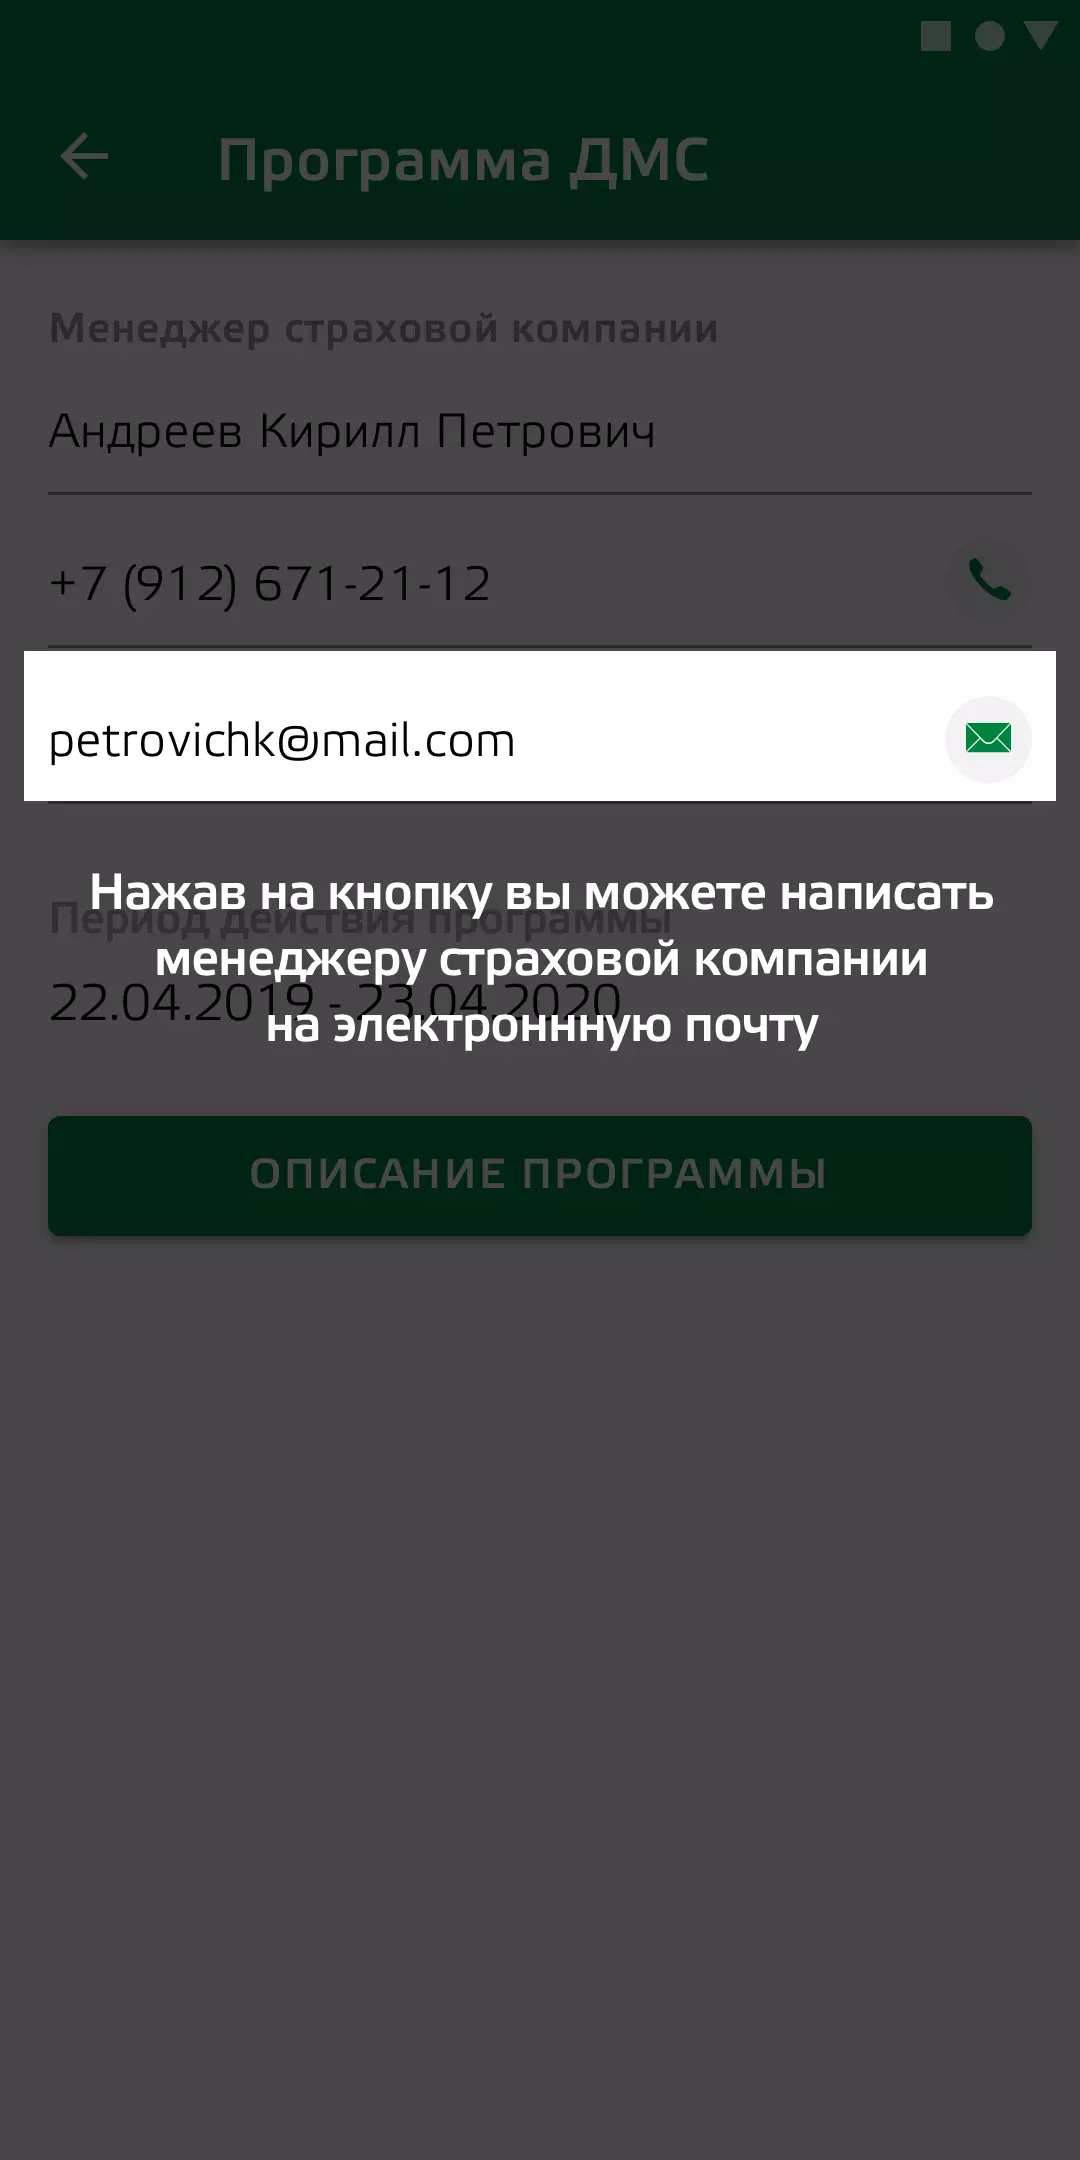 Программа ДМС
Менеджер страховой компании
Андреев Кирилл Петрович
+7 (912) 671-21-12
petrovichk@mail.com
Нажав на кнопку вы можете написать
Период действия программы
менеджеру страховой компании
22.04.2019 - 23.04.2020
на электроннную почту
ОПИСАНИЕ ПРОГРАММЫ